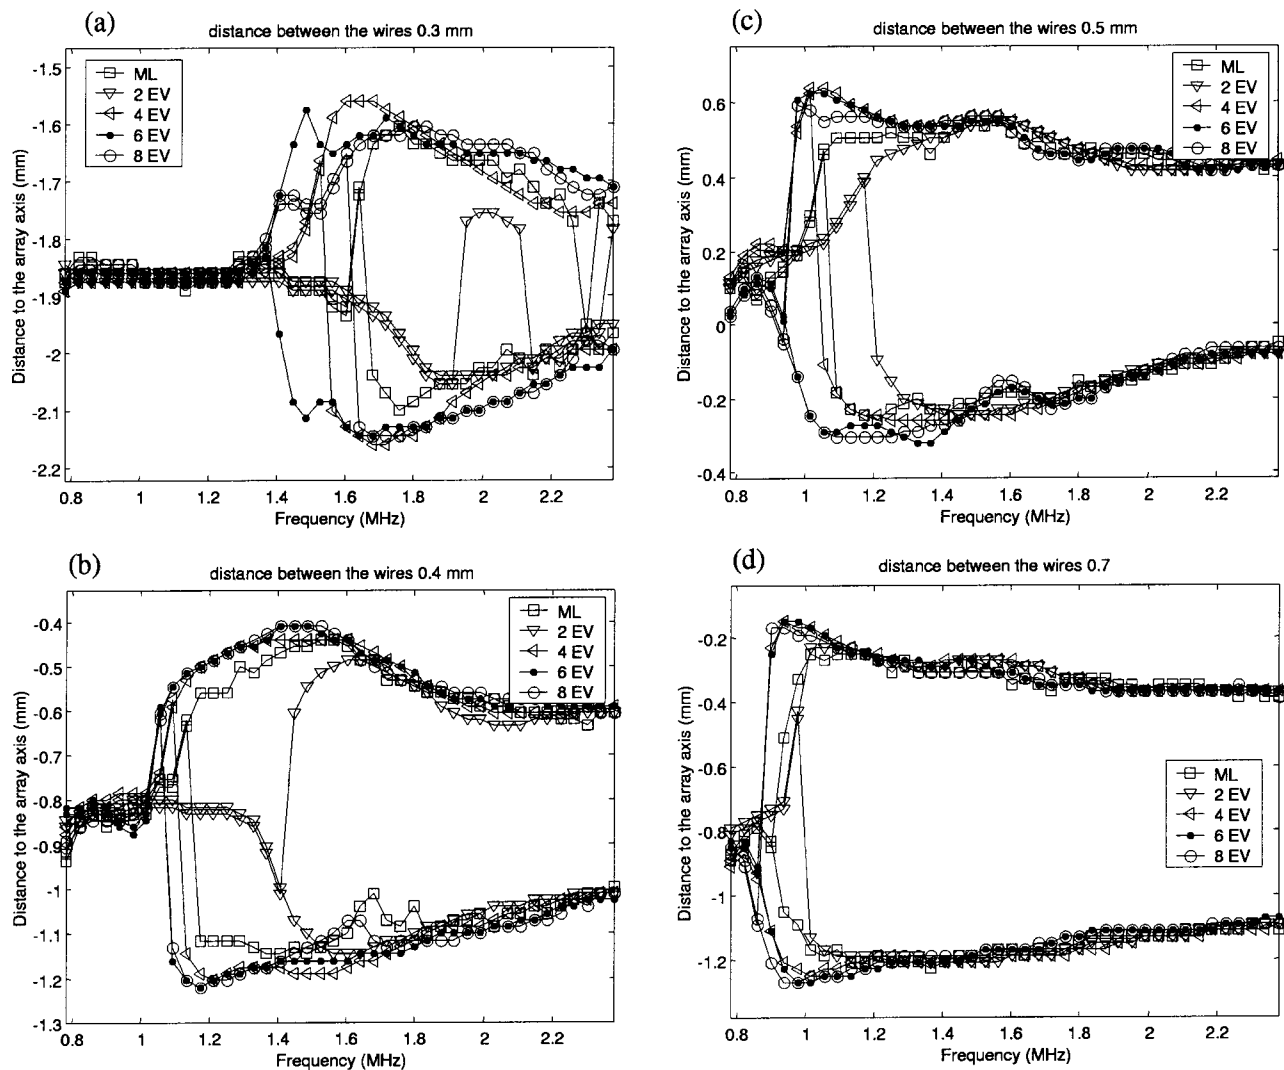 (a)
distance between the wires 0.3 mm
-1.5
-1.6
-1.7
-1.8
-1.9
-2
-2.1
-2.2
Distance to the array axis (mm)
ML
2 EV
4 EV
6 EV
8 EV
0.8 1 1.2 1.4 1.6 1.8 2 2.2
Frequency (MHz)
(c)
distance between the wires 0.5 mm
0.6
0.4
0.2
0
-0.2
-0.4
Distance to the array axis (mm)
ML
2 EV
4 EV
6 EV
8 EV
0.8 1 1.2 1.4 1.6 1.8 2 2.2
Frequency (MHz)
(b)
distance between the wires 0.4 mm
-0.4
-0.5
-0.6
-0.7
-0.8
-0.9
-1
-1.1
-1.2
-1.3
Distance to the array axis (mm)
ML
2 EV
4 EV
6 EV
8 EV
0.8 1 1.2 1.4 1.6 1.8 2 2.2
Frequency (MHz)
(d)
distance between the wires 0.7
-0.2
-0.4
-0.6
-0.8
-1
-1.2
Distance to the array axis (mm)
ML
2 EV
4 EV
6 EV
8 EV
0.8 1 1.2 1.4 1.6 1.8 2 2.2
Frequency (MHz)